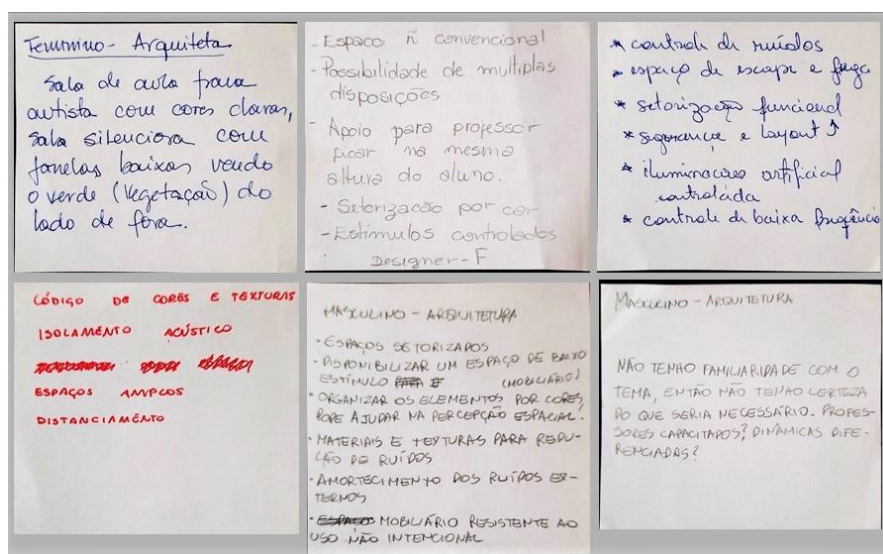 Feminino - Arquiteta
Sala de aula para
autista com cores claras,
sala silenciosa com
janelas baixas vendo
o verde (vegetação) do
lado de fora.
- Espaço ñ convencional
- Possibilidade de multiplas
disposições
- Apoio para professor
ficar na mesma
altura do aluno.
- Setorização por cor
- Estímulos controlados
Designer - F
* controle de ruídos
* espaço de escape e fuga
* setorização funcional
* segurança e layout ↑
* iluminacão artificial
controlada
* controle de baixa frequência
CÓDIGO DE CORES E TEXTURAS
ISOLAMENTO ACÚSTICO
ESPAÇOS AMPLOS
DISTANCIAMENTO
MASCULINO - ARQUITETURA
· ESPAÇOS SETORIZADOS
· DISPONIBILIZAR UM ESPAÇO DE BAIXO
ESTÍMULO (MOBILIÁRIO)
· ORGANIZAR OS ELEMENTOS POR CORES,
PODE AJUDAR NA PERCEPÇÃO ESPACIAL.
· MATERIAIS E TEXTURAS PARA REDU-
ÇÃO DE RUÍDOS
· AMORTECIMENTO DOS RUÍDOS EX-
TERNOS
· MOBILIÁRIO RESISTENTE AO
USO NÃO INTENCIONAL
MASCULINO - ARQUITETURA
NÃO TENHO FAMILIARIDADE COM O
TEMA, ENTÃO NÃO TENHO CERTEZA
DO QUE SERIA NECESSÁRIO. PROFES-
SORES CAPACITADOS? DINÂMICAS DIFE-
RENCIADAS?